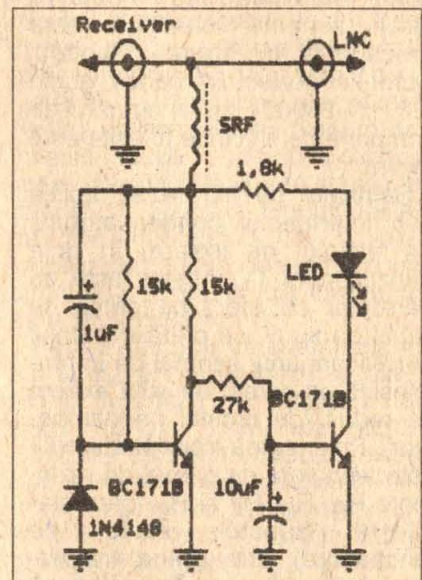 Receiver
LNC
SRF
1,8k
15k
15k
LED
1uF
27k
BC171B
BC171B
10uF
1N4148